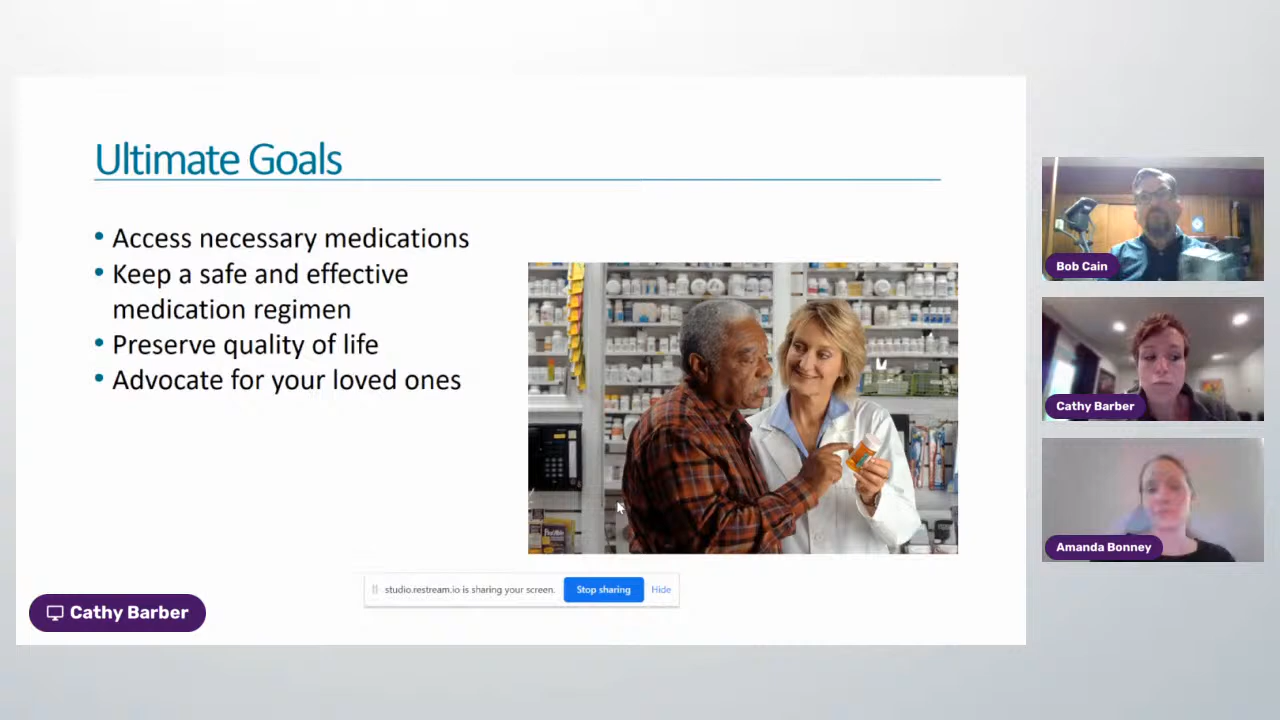 Ultimate Goals
• Access necessary medications
• Keep a safe and effective
medication regimen
• Preserve quality of life
• Advocate for your loved ones
studio.restream.io is sharing your screen.
Stop sharing
Hide
Cathy Barber
Bob Cain
Cathy Barber
Amanda Bonney